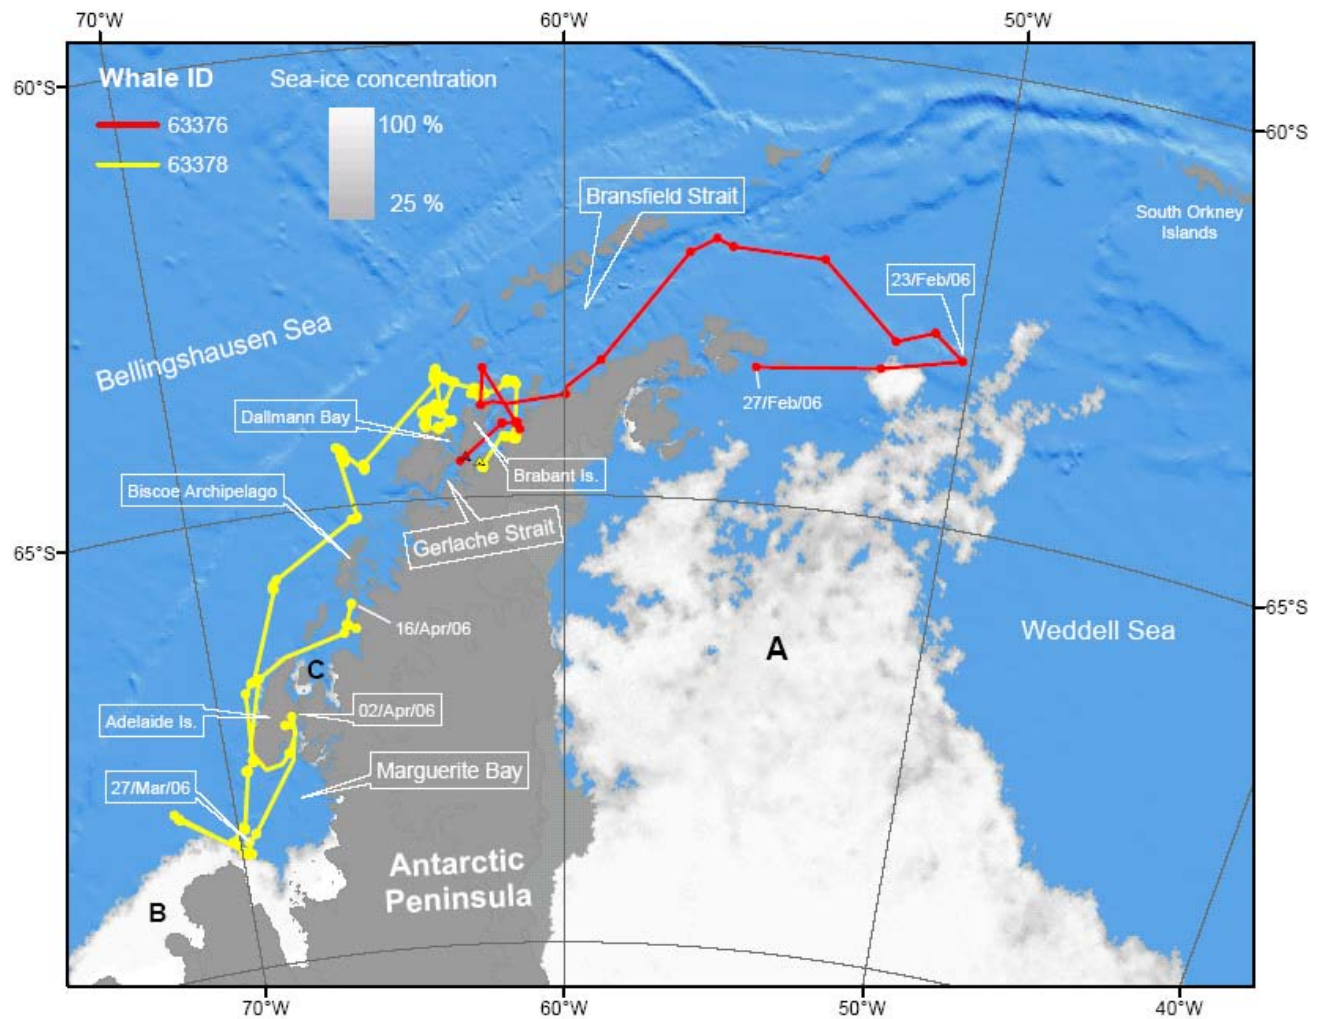 70°W
60°W
50°W
60°S
60°S
Whale ID
Sea-ice concentration
63376
100 %
63378
25 %
Bransfield Strait
South Orkney
Islands
23/Feb/06
Bellingshausen Sea
27/Feb/06
Dallmann Bay
Brabant Is.
Biscoe Archipelago
Gerlache Strait
65°S
65°S
16/Apr/06
Weddell Sea
A
C
02/Apr/06
Adelaide Is.
Marguerite Bay
27/Mar/06
Antarctic
Peninsula
B
70°W
60°W
50°W
40°W